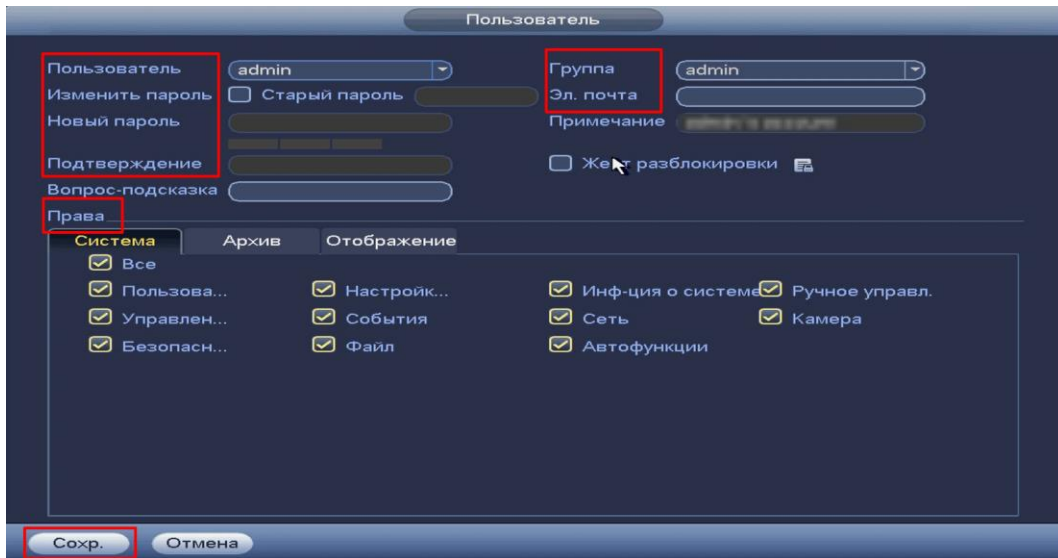 Пользователь
Пользователь admin Группа admin
Изменить пароль Старый пароль Эл. почта
Новый пароль Примечание
Подтверждение разблокировки
Вопрос-подсказка
Права
Система Архив Отображение
Все
Пользова... Настройк... Инф-ция о системе Ручное управл.
Управлен... События Сеть Камера
Безопасн... Файл Автофункции
Сохр. Отмена